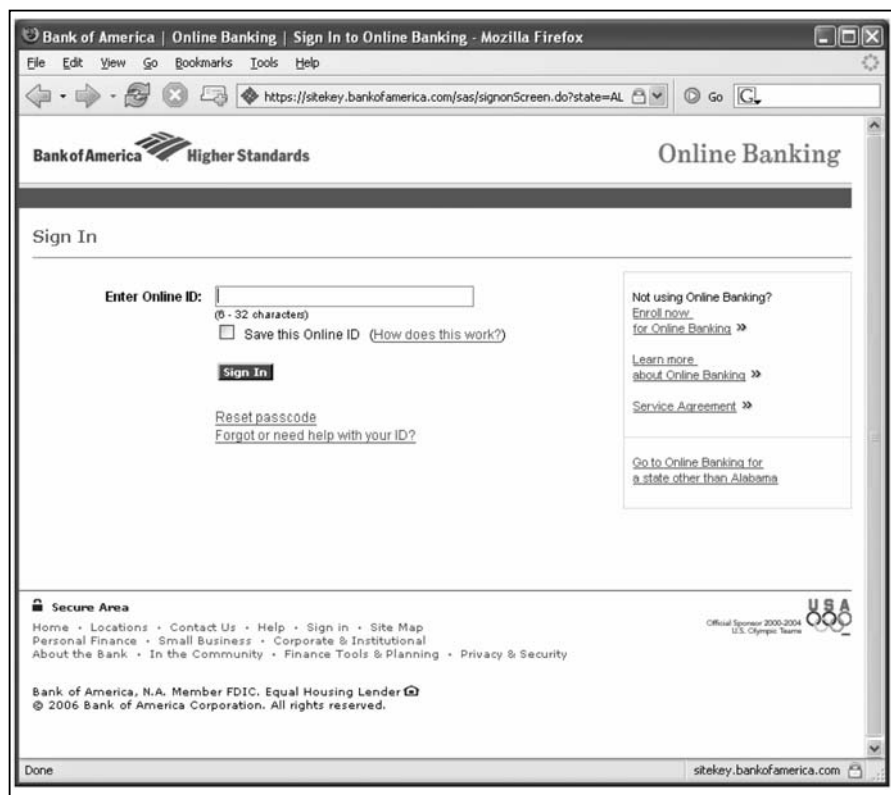 Bank of America | Online Banking | Sign In to Online Banking - Mozilla Firefox
File Edit View Go Bookmarks Tools Help
https://sitekey.bankofamerica.com/sas/signonScreen.do?state=AL Go G
Bank of America Higher Standards Online Banking
Sign In
Enter Online ID:
(6 - 32 characters)
Save this Online ID (How does this work?)
Sign In
Reset passcode
Forgot or need help with your ID?
Not using Online Banking?
Enroll now
for Online Banking »
Learn more
about Online Banking »
Service Agreement »
Go to Online Banking for
a state other than Alabama
Secure Area
Home · Locations · Contact Us · Help · Sign in · Site Map
Personal Finance · Small Business · Corporate & Institutional
About the Bank · In the Community · Finance Tools & Planning · Privacy & Security
USA
Official Sponsor 2000-2004
U.S. Olympic Teams
Bank of America, N.A. Member FDIC. Equal Housing Lender
© 2006 Bank of America Corporation. All rights reserved.
Done sitekey.bankofamerica.com